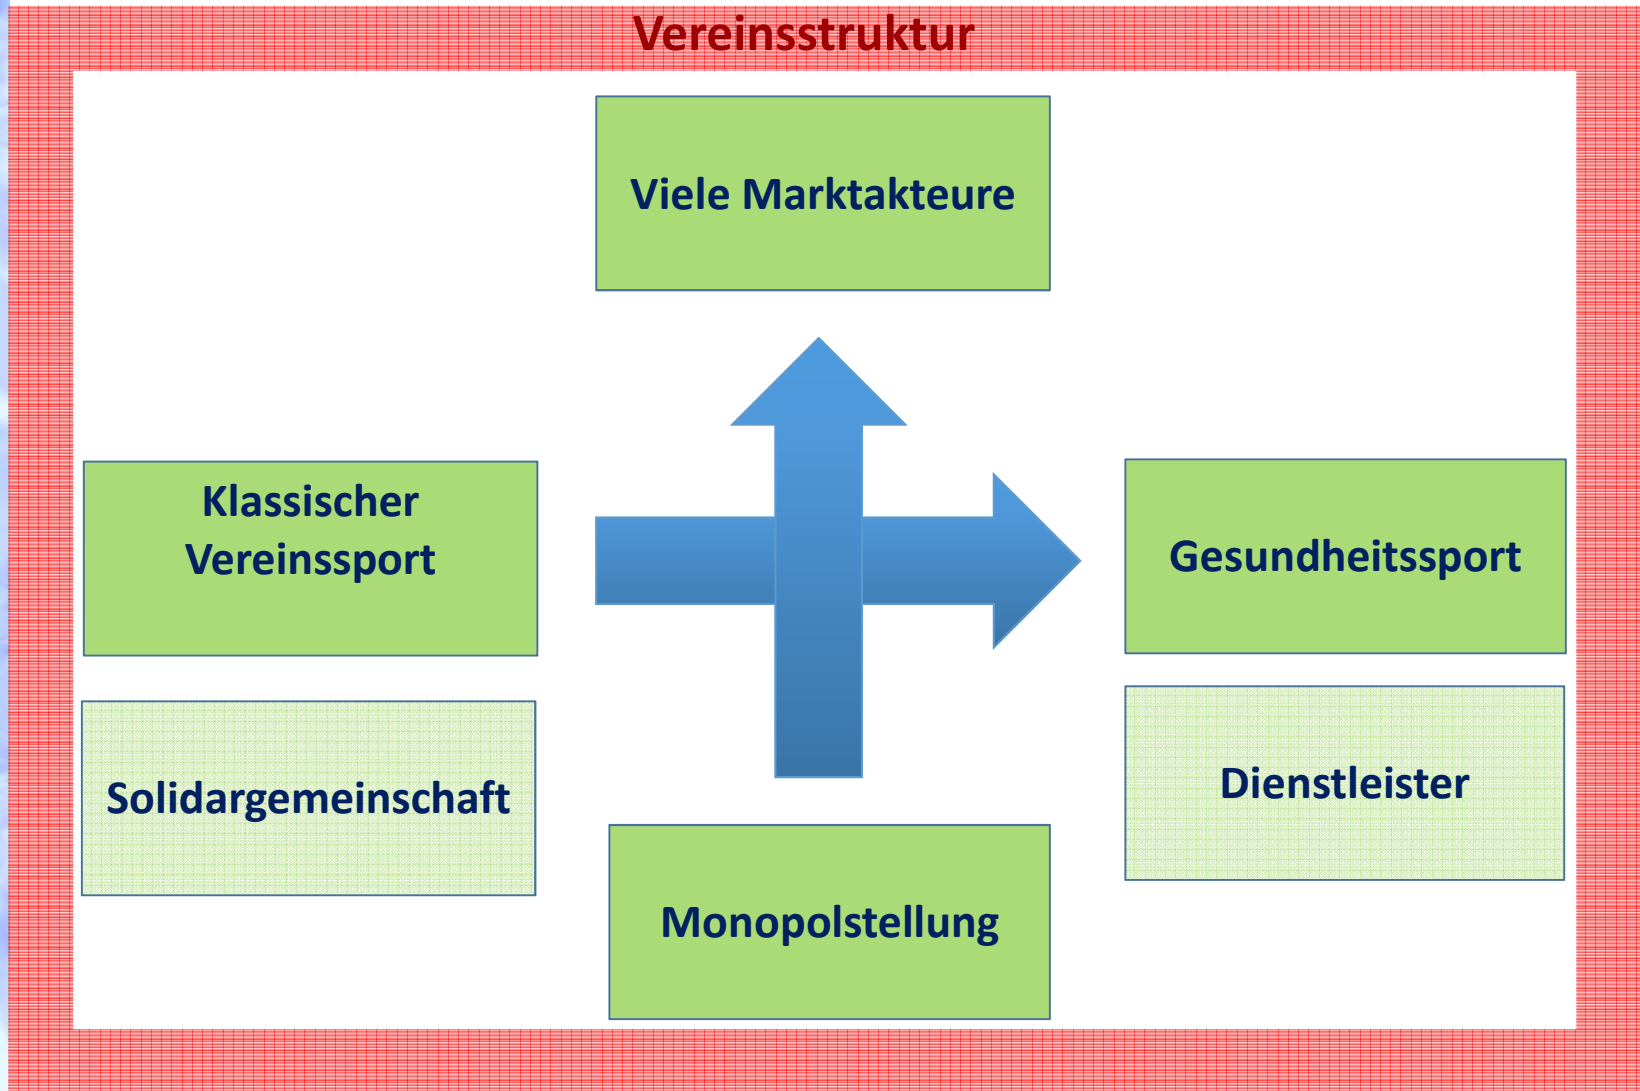 Vereinsstruktur
Viele Marktakteure
Klassischer
Vereinssport
Gesundheitssport
Solidargemeinschaft
Dienstleister
Monopolstellung